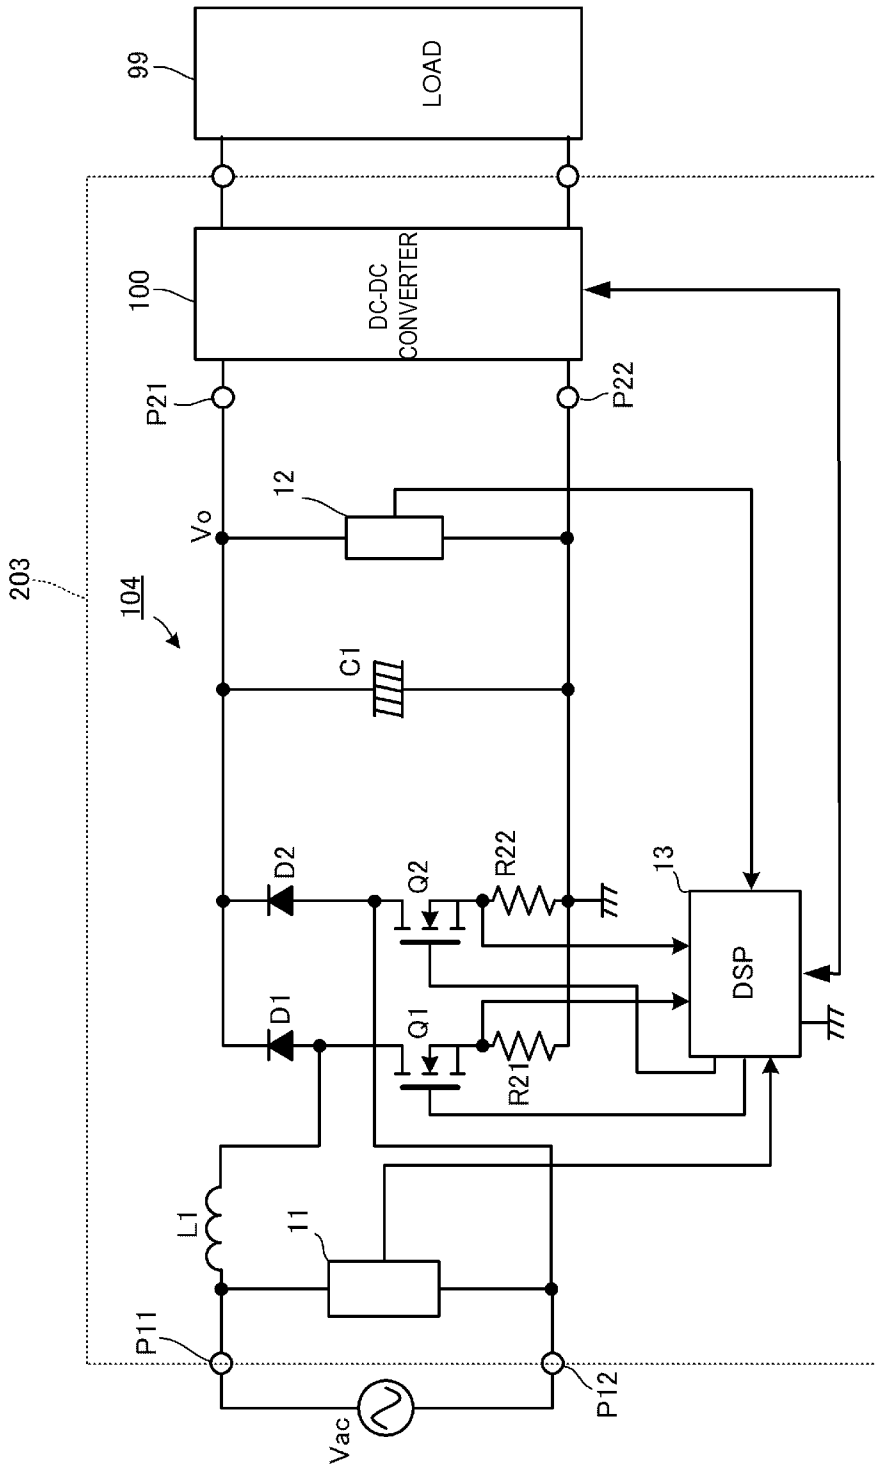 203
104
Vac
P11
P12
L1
11
D1
D2
Q1
Q2
R21
R22
C1
Vo
12
P21
P22
100
DC-DC
CONVERTER
99
LOAD
13
DSP